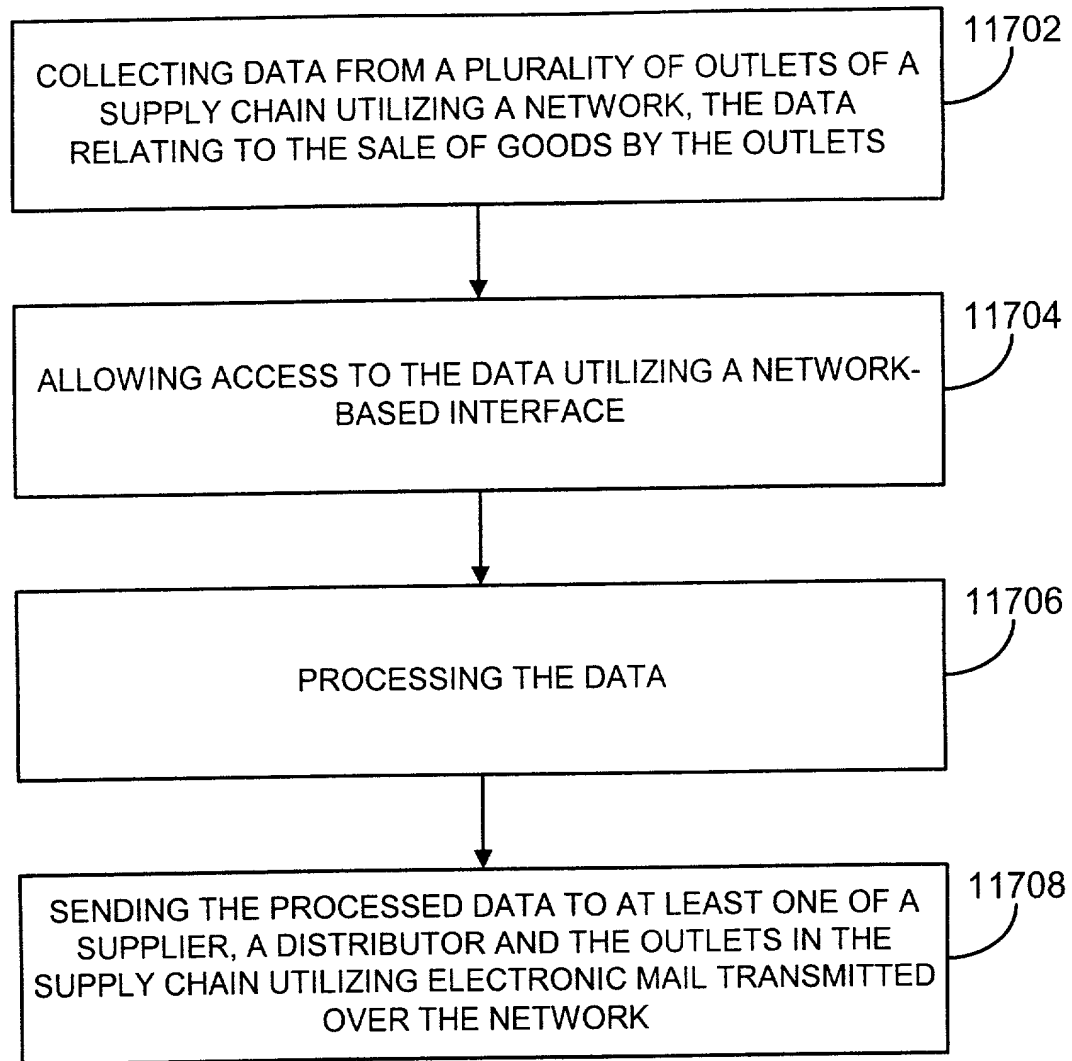 11702
COLLECTING DATA FROM A PLURALITY OF OUTLETS OF A
SUPPLY CHAIN UTILIZING A NETWORK, THE DATA
RELATING TO THE SALE OF GOODS BY THE OUTLETS
11704
ALLOWING ACCESS TO THE DATA UTILIZING A NETWORK-
BASED INTERFACE
11706
PROCESSING THE DATA
11708
SENDING THE PROCESSED DATA TO AT LEAST ONE OF A
SUPPLIER, A DISTRIBUTOR AND THE OUTLETS IN THE
SUPPLY CHAIN UTILIZING ELECTRONIC MAIL TRANSMITTED
OVER THE NETWORK